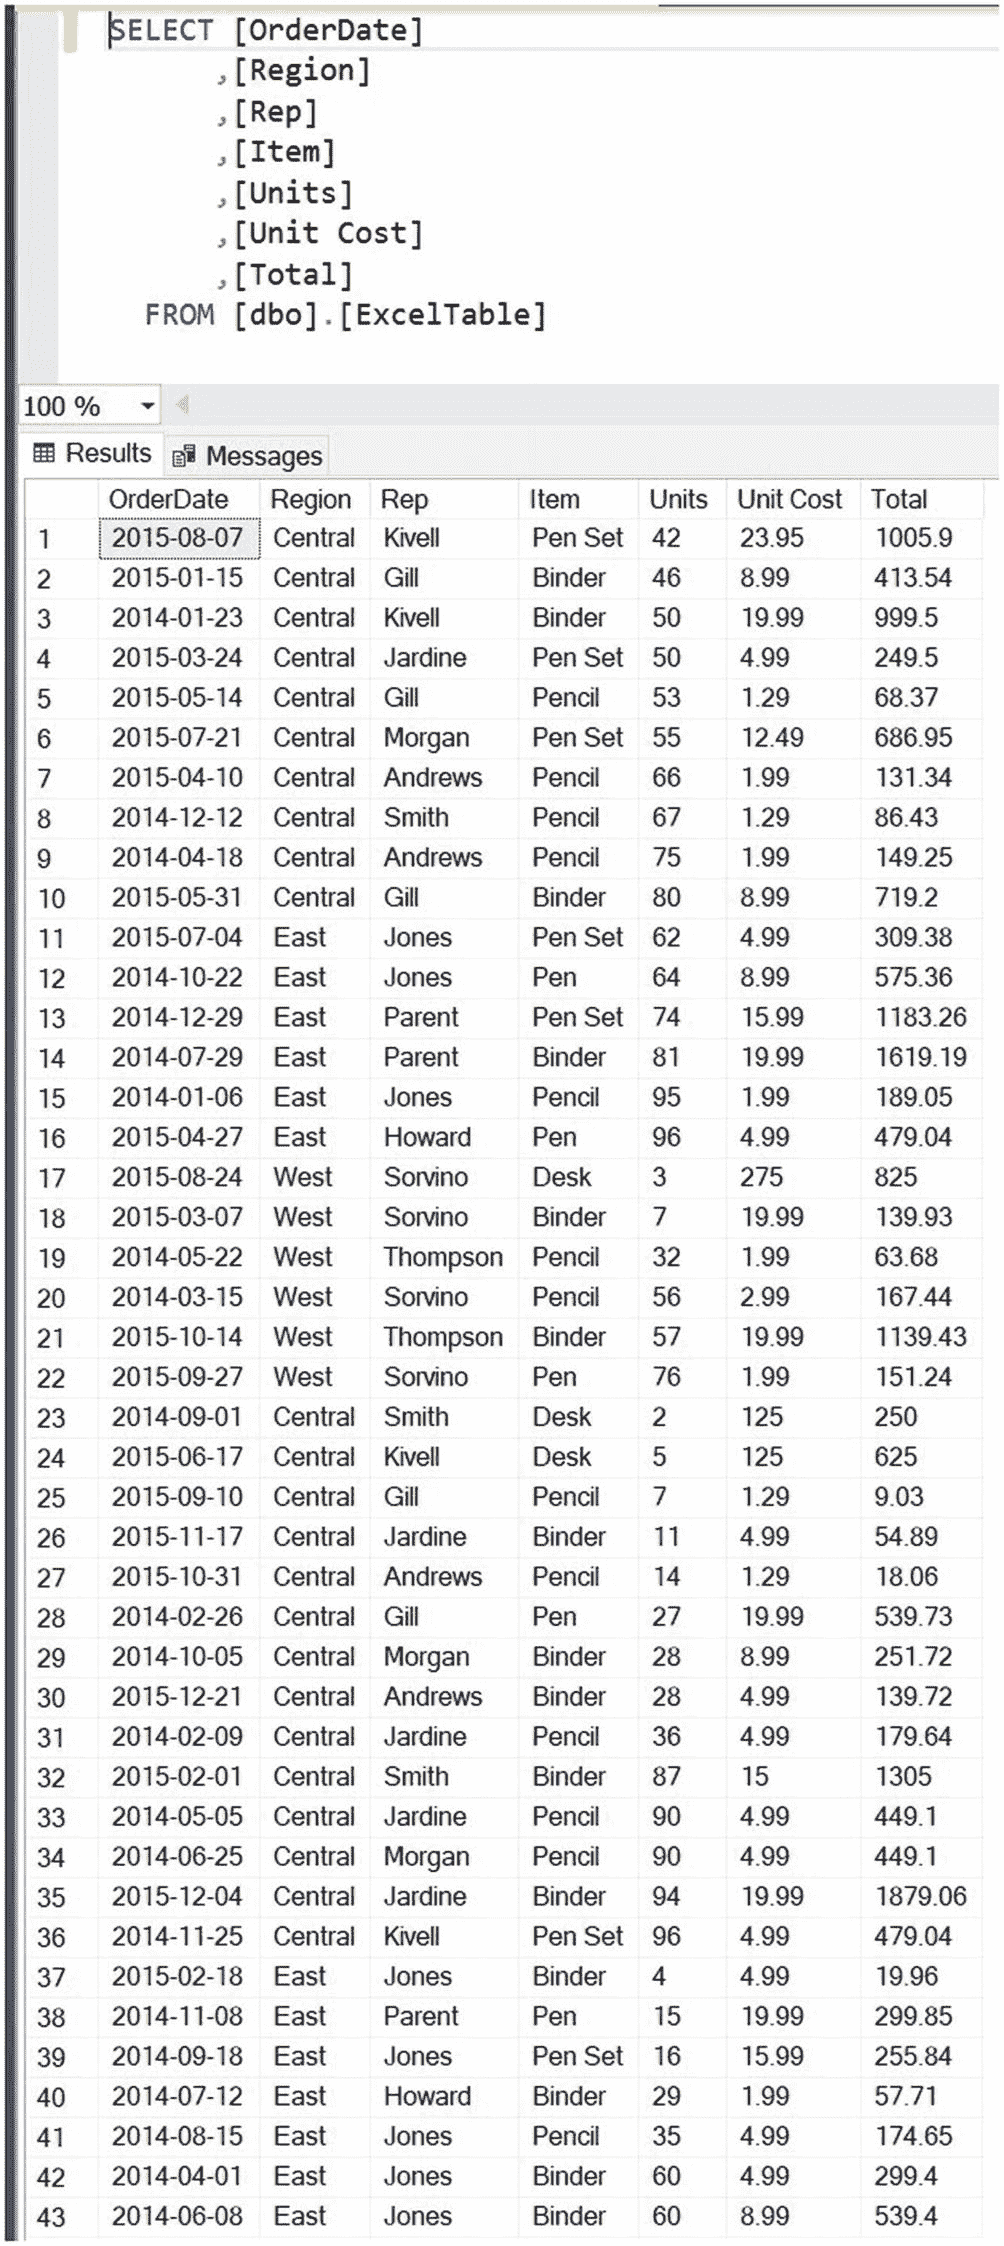 SELECT [OrderDate]
,[Region]
,[Rep]
,[Item]
,[Units]
,[Unit Cost]
,[Total]
FROM [dbo].[ExcelTable]
100 %
Results Messages
OrderDate Region Rep Item Units Unit Cost Total
1 2015-08-07 Central Kivell Pen Set 42 23.95 1005.9
2 2015-01-15 Central Gill Binder 46 8.99 413.54
3 2014-01-23 Central Kivell Binder 50 19.99 999.5
4 2015-03-24 Central Jardine Pen Set 50 4.99 249.5
5 2015-05-14 Central Gill Pencil 53 1.29 68.37
6 2015-07-21 Central Morgan Pen Set 55 12.49 686.95
7 2015-04-10 Central Andrews Pencil 66 1.99 131.34
8 2014-12-12 Central Smith Pencil 67 1.29 86.43
9 2014-04-18 Central Andrews Pencil 75 1.99 149.25
10 2015-05-31 Central Gill Binder 80 8.99 719.2
11 2015-07-04 East Jones Pen Set 62 4.99 309.38
12 2014-10-22 East Jones Pen 64 8.99 575.36
13 2014-12-29 East Parent Pen Set 74 15.99 1183.26
14 2014-07-29 East Parent Binder 81 19.99 1619.19
15 2014-01-06 East Jones Pencil 95 1.99 189.05
16 2015-04-27 East Howard Pen 96 4.99 479.04
17 2015-08-24 West Sorvino Desk 3 275 825
18 2015-03-07 West Sorvino Binder 7 19.99 139.93
19 2014-05-22 West Thompson Pencil 32 1.99 63.68
20 2014-03-15 West Sorvino Pencil 56 2.99 167.44
21 2015-10-14 West Thompson Binder 57 19.99 1139.43
22 2015-09-27 West Sorvino Pen 76 1.99 151.24
23 2014-09-01 Central Smith Desk 2 125 250
24 2015-06-17 Central Kivell Desk 5 125 625
25 2015-09-10 Central Gill Pencil 7 1.29 9.03
26 2015-11-17 Central Jardine Binder 11 4.99 54.89
27 2015-10-31 Central Andrews Pencil 14 1.29 18.06
28 2014-02-26 Central Gill Pen 27 19.99 539.73
29 2014-10-05 Central Morgan Binder 28 8.99 251.72
30 2015-12-21 Central Andrews Binder 28 4.99 139.72
31 2014-02-09 Central Jardine Pencil 36 4.99 179.64
32 2015-02-01 Central Smith Binder 87 15 1305
33 2014-05-05 Central Jardine Pencil 90 4.99 449.1
34 2014-06-25 Central Morgan Pencil 90 4.99 449.1
35 2015-12-04 Central Jardine Binder 94 19.99 1879.06
36 2014-11-25 Central Kivell Pen Set 96 4.99 479.04
37 2015-02-18 East Jones Binder 4 4.99 19.96
38 2014-11-08 East Parent Pen 15 19.99 299.85
39 2014-09-18 East Jones Pen Set 16 15.99 255.84
40 2014-07-12 East Howard Binder 29 1.99 57.71
41 2014-08-15 East Jones Pencil 35 4.99 174.65
42 2014-04-01 East Jones Binder 60 4.99 299.4
43 2014-06-08 East Jones Binder 60 8.99 539.4